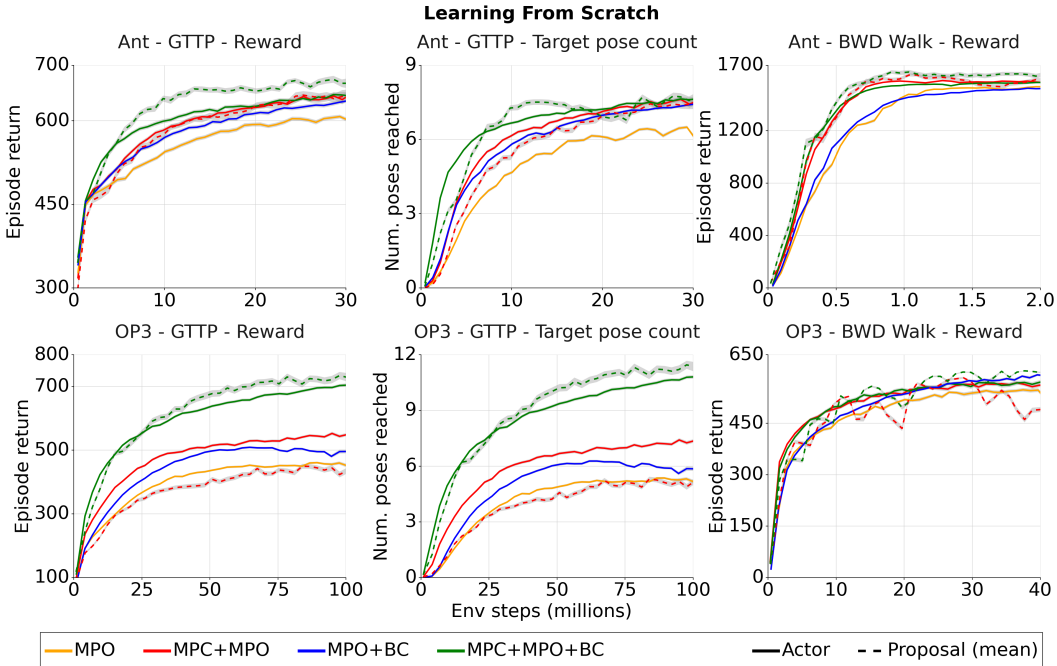 Learning From Scratch
Ant - GTTP - Reward
Ant - GTTP - Target pose count
Ant - BWD Walk - Reward
Episode return
700
600
450
300
0
10
20
30
Num. poses reached
9
6
3
0
0
10
20
30
Episode return
1700
1200
800
400
0
0
0.5
1.0
1.5
2.0
OP3 - GTTP - Reward
OP3 - GTTP - Target pose count
OP3 - BWD Walk - Reward
Episode return
800
700
500
300
100
0
25
50
75
100
Num. poses reached
12
9
6
3
0
0
25
50
75
100
Env steps (millions)
Episode return
650
450
300
150
0
0
10
20
30
40
MPO
MPC+MPO
MPO+BC
MPC+MPO+BC
Actor
Proposal (mean)